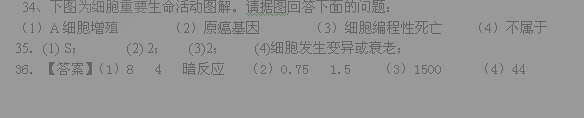 34、下图为细胞重要生命活动图解。请据图回答下面的问题：
（1）A 细胞增殖 （2）原癌基因 （3）细胞编程性死亡 （4）不属于
35. (1) S； (2) 2； (3)2； (4)细胞发生变异或衰老；
36. 【答案】（1）8 4 暗反应 （2）0.75 1.5 （3）1500 （4）44